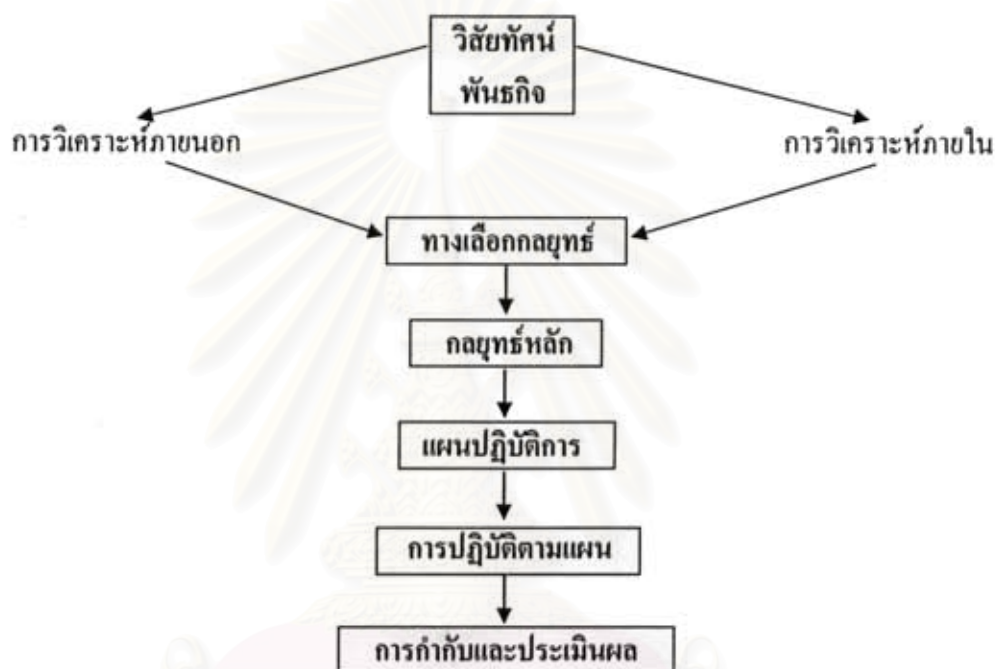 วิสัยทัศน์
พันธกิจ
การวิเคราะห์ภายนอก
การวิเคราะห์ภายใน
ทางเลือกกลยุทธ์
กลยุทธ์หลัก
แผนปฏิบัติการ
การปฏิบัติตามแผน
การกำกับและประเมินผล